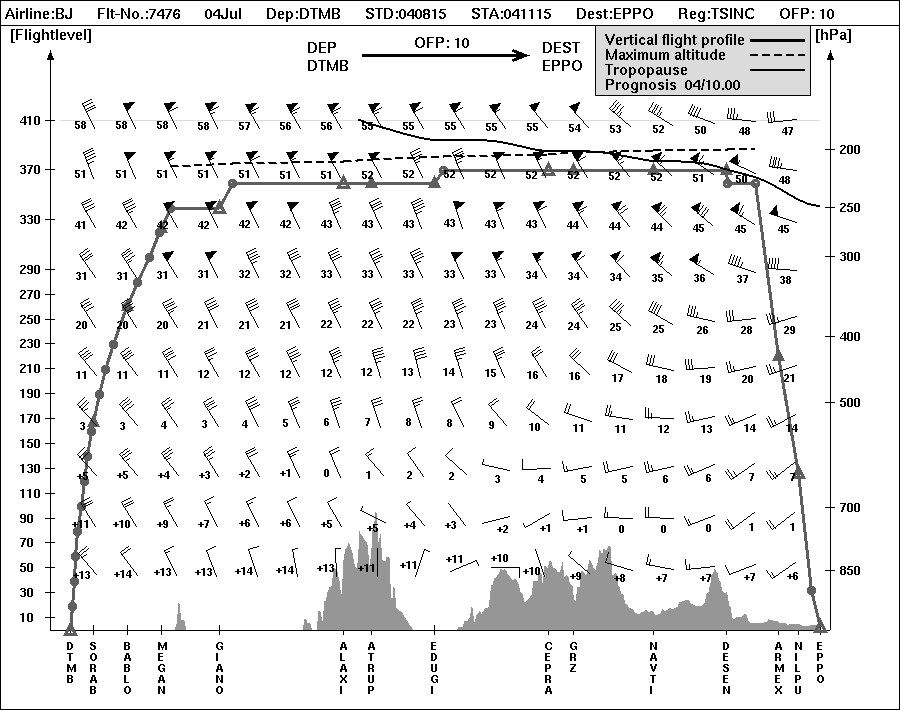 Airline:BJ Flt-No.:7476 04Jul Dep:DTMB STD:040815 STA:041115 Dest:EPPO Reg:TSINC OFP: 10
[Flightlevel] DEP DTMB OFP: 10 DEST EPPO [hPa]
Vertical flight profile
Maximum altitude
Tropopause
Prognosis 04/10.00
410 58 58 58 58 57 56 56 55 55 55 55 55 54 53 52 50 48 47
200
370 51 51 51 51 51 51 51 51 51 52 52 52 52 52 52 51 50 48
250
330 41 42 42 42 42 42 43 43 43 43 43 44 44 44 44 45 45 45
300
290 31 31 31 31 32 32 33 33 33 33 33 34 34 34 35 36 37 38
270
250 20 20 20 21 21 21 22 22 22 23 23 24 24 25 25 26 28 29
230 400
210 11 11 11 12 12 12 12 12 13 14 15 16 16 17 18 19 20 21
190
500
170 3 3 4 4 4 5 6 7 8 8 9 10 11 11 12 13 14 14
150
130 +5 +5 +4 +3 +2 +1 0 1 2 2 3 4 5 5 6 6 7 7
110
700
90 +11 +10 +9 +7 +6 +6 +5 +5 +4 +3 +2 +1 +1 0 0 0 1 1
70
50 +13 +14 +13 +13 +14 +14 +13 +11 +11 +11 +10 +10 +9 +8 +7 +7 +7 +6
850
30
10
DTMB SORAB BABLO MEGAN GIANO ALAXI ATRUP EDUGI CEPRA GRZ NAVTI DESEN ARMEX NILPU EPPO